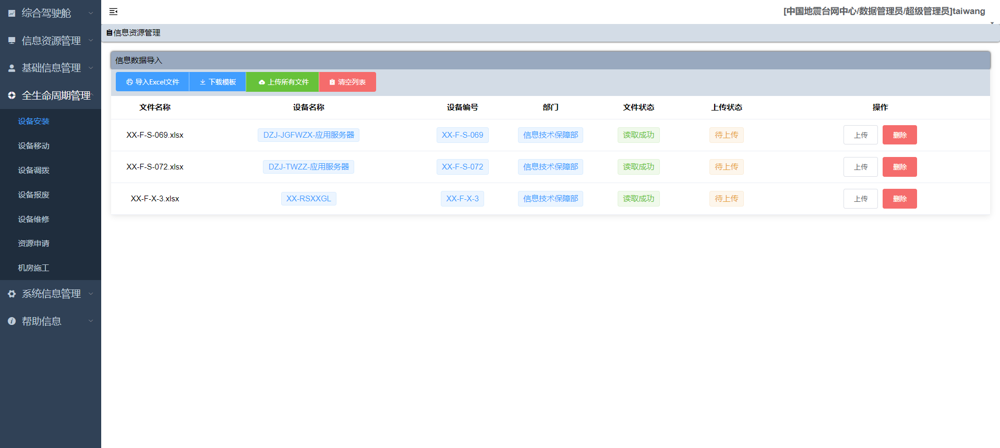 综合驾驶舱
信息资源管理
基础信息管理
全生命周期管理
设备安装
设备移动
设备调拨
设备报废
设备维修
资源申请
机房施工
系统信息管理
帮助信息
[中国地震台网中心/数据管理员/超级管理员]taiwang
信息资源管理
信息数据导入
导入Excel文件 下载模板 上传所有文件 清空列表
文件名称 设备名称 设备编号 部门 文件状态 上传状态 操作
XX-F-S-069.xlsx DZJ-JGFWZX-应用服务器 XX-F-S-069 信息技术保障部 读取成功 待上传 上传 删除
XX-F-S-072.xlsx DZJ-TWZZ-应用服务器 XX-F-S-072 信息技术保障部 读取成功 待上传 上传 删除
XX-F-X-3.xlsx XX-RSXXGL XX-F-X-3 信息技术保障部 读取成功 待上传 上传 删除